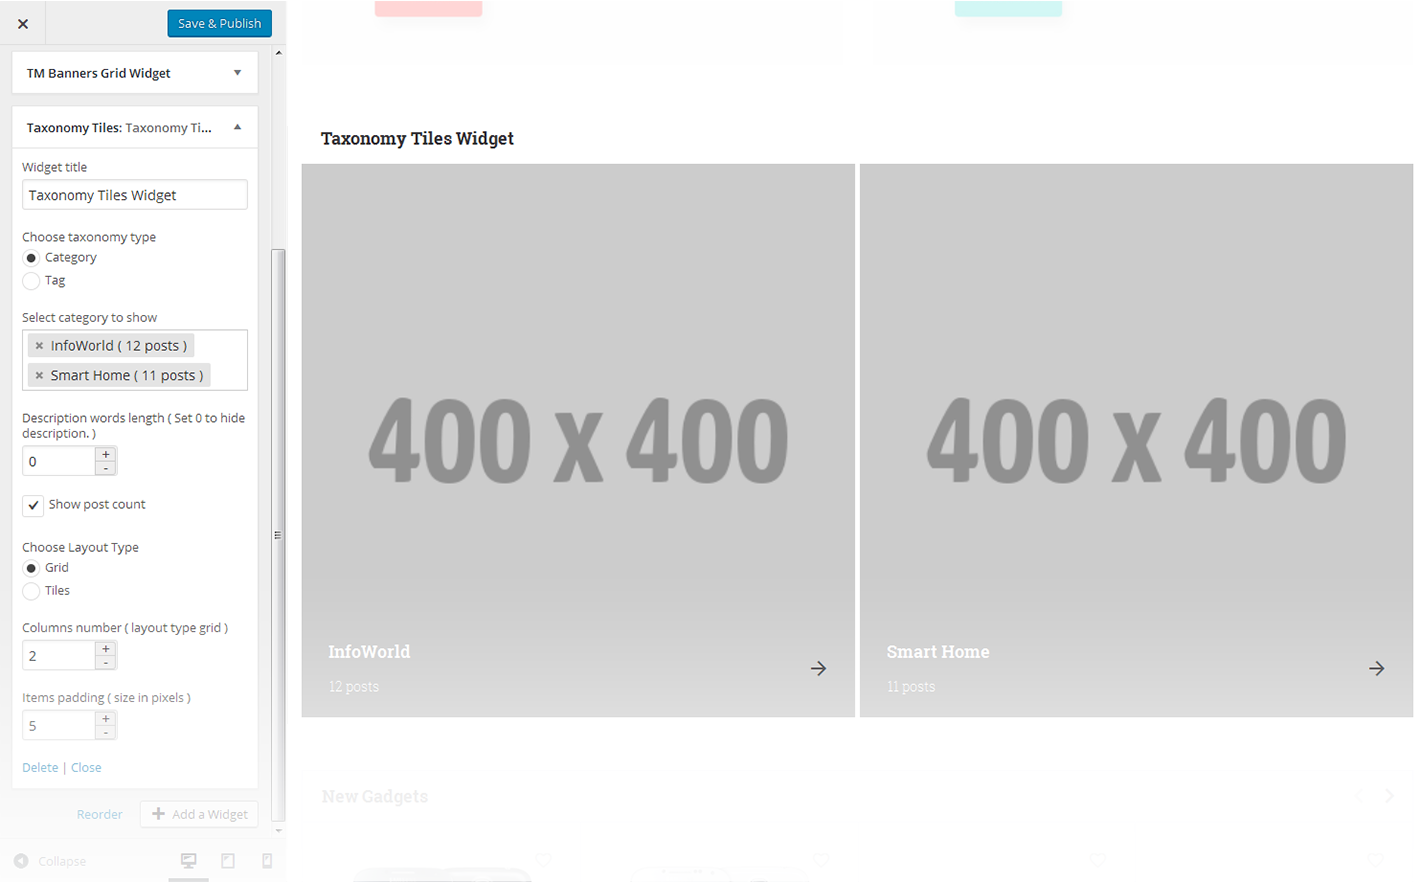 Save & Publish
TM Banners Grid Widget
Taxonomy Tiles: Taxonomy Ti...
Widget title
Taxonomy Tiles Widget
Choose taxonomy type
Category
Tag
Select category to show
× InfoWorld ( 12 posts )
× Smart Home ( 11 posts )
Description words length ( Set 0 to hide
description. )
0
+
-
Show post count
Choose Layout Type
Grid
Tiles
Columns number ( layout type grid )
2
+
-
Items padding ( size in pixels )
5
+
-
Delete | Close
Reorder
Add a Widget
Collapse
Taxonomy Tiles Widget
400 X 400
InfoWorld
12 posts
400 X 400
Smart Home
11 posts
New Gadgets